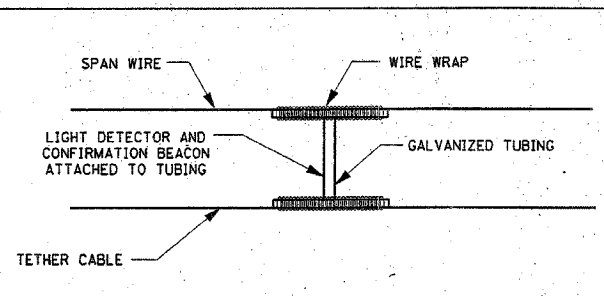 SPAN WIRE
WIRE WRAP
LIGHT DETECTOR AND
CONFIRMATION BEACON
ATTACHED TO TUBING
GALVANIZED TUBING
TETHER CABLE